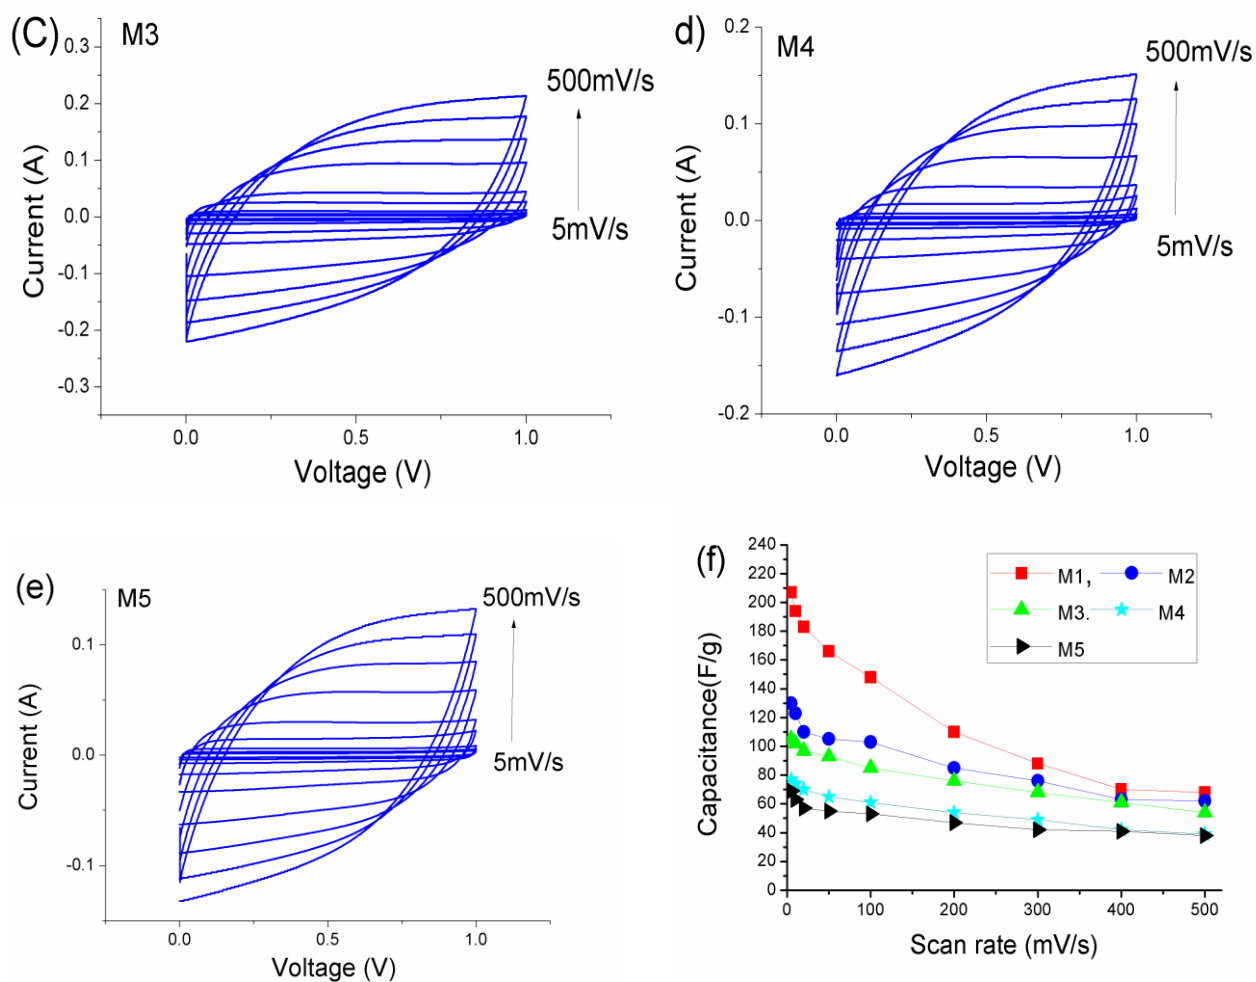 (C)
M3
0.3
0.2
0.1
0.0
-0.1
-0.2
-0.3
Current (A)
500mV/s
5mV/s
0.0 0.5 1.0
Voltage (V)
d)
M4
0.2
0.1
0.0
-0.1
-0.2
Current (A)
500mV/s
5mV/s
0.0 0.5 1.0
Voltage (V)
(e)
M5
0.1
0.0
-0.1
Current (A)
500mV/s
5mV/s
0.0 0.5 1.0
Voltage (V)
(f)
240
220
200
180
160
140
120
100
80
60
40
20
0
Capacitance(F/g)
M1, M2
M3. M4
M5
0 100 200 300 400 500
Scan rate (mV/s)